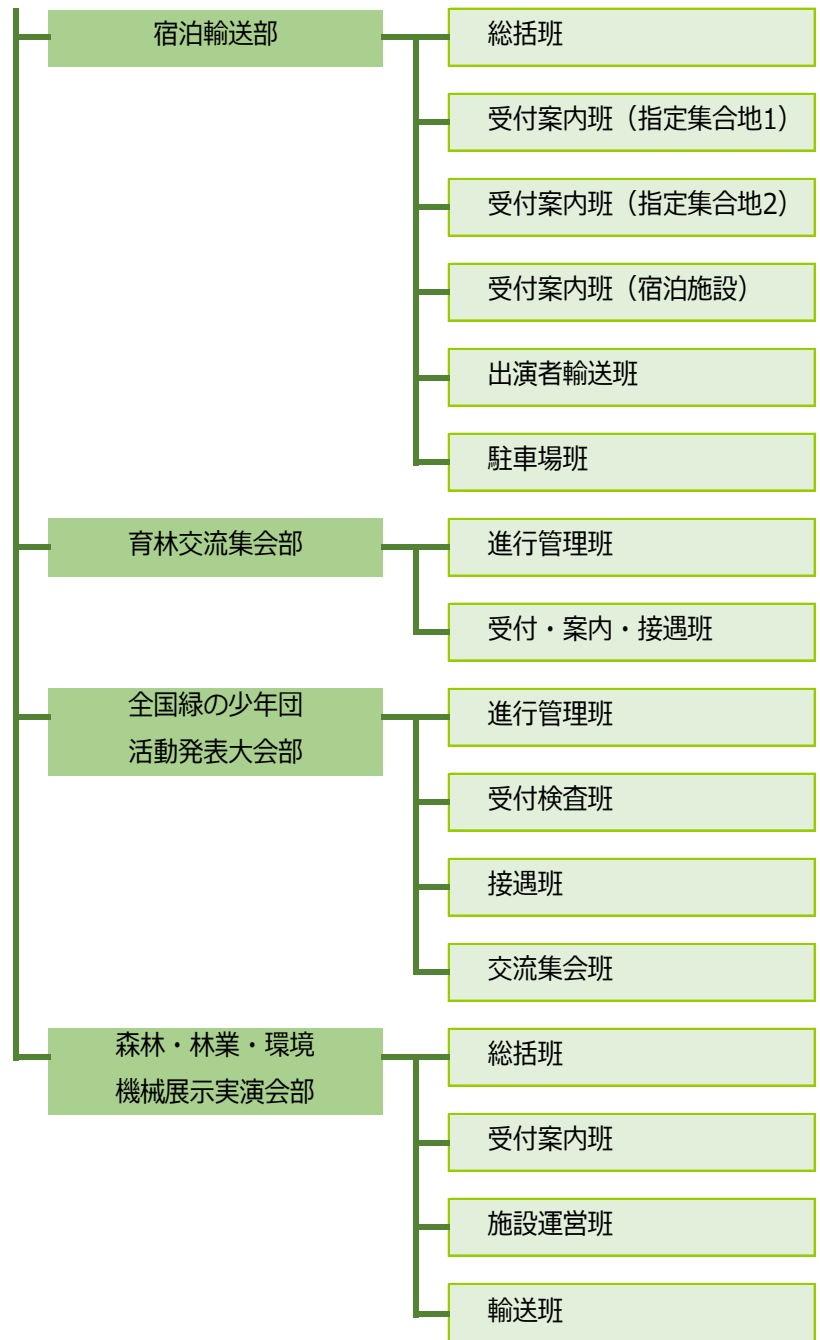 宿泊輸送部
総括班
受付案内班（指定集合地1）
受付案内班（指定集合地2）
受付案内班（宿泊施設）
出演者輸送班
駐車場班
育林交流集会部
進行管理班
受付・案内・接遇班
全国緑の少年団
活動発表大会部
進行管理班
受付検査班
接遇班
交流集会班
森林・林業・環境
機械展示実演会部
総括班
受付案内班
施設運営班
輸送班